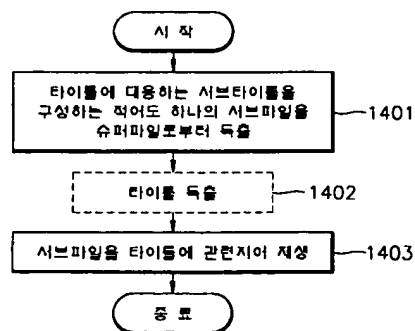 시 작
타이틀에 대응하는 서브타이틀을
구성하는 적어도 하나의 서브파일을
슈퍼파일로부터 독출
1401
타이틀 독출
1402
서브파일을 타이틀에 관련지어 재생
1403
종 료